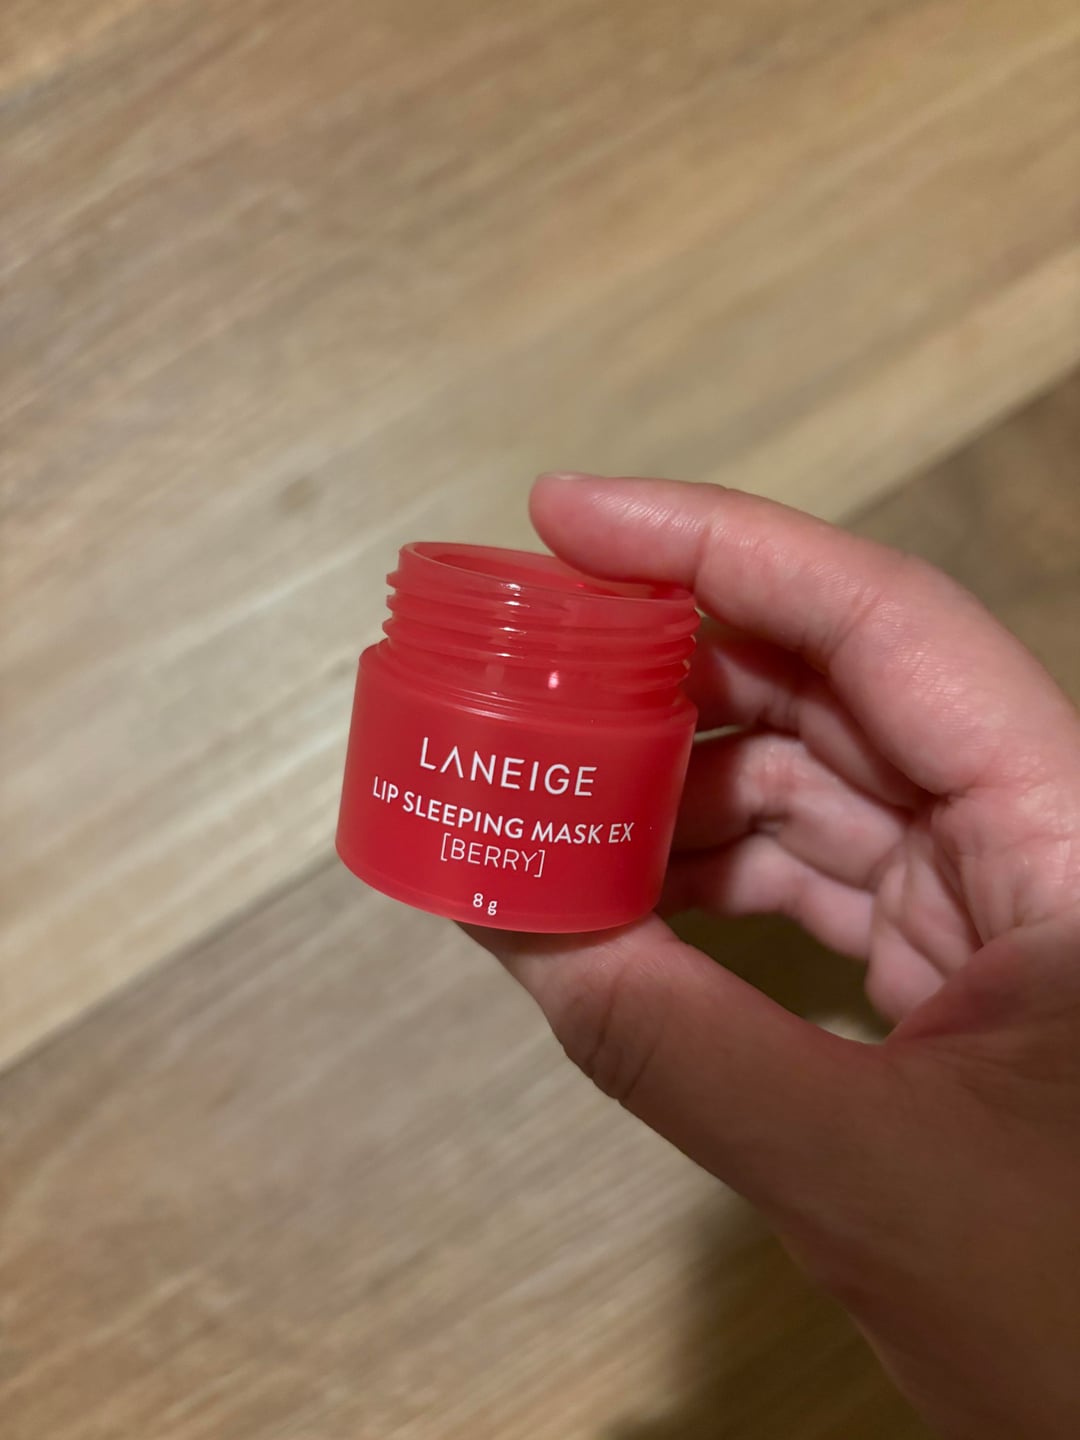 LANEIGE
LIP SLEEPING MASK EX
[BERRY]
8 g